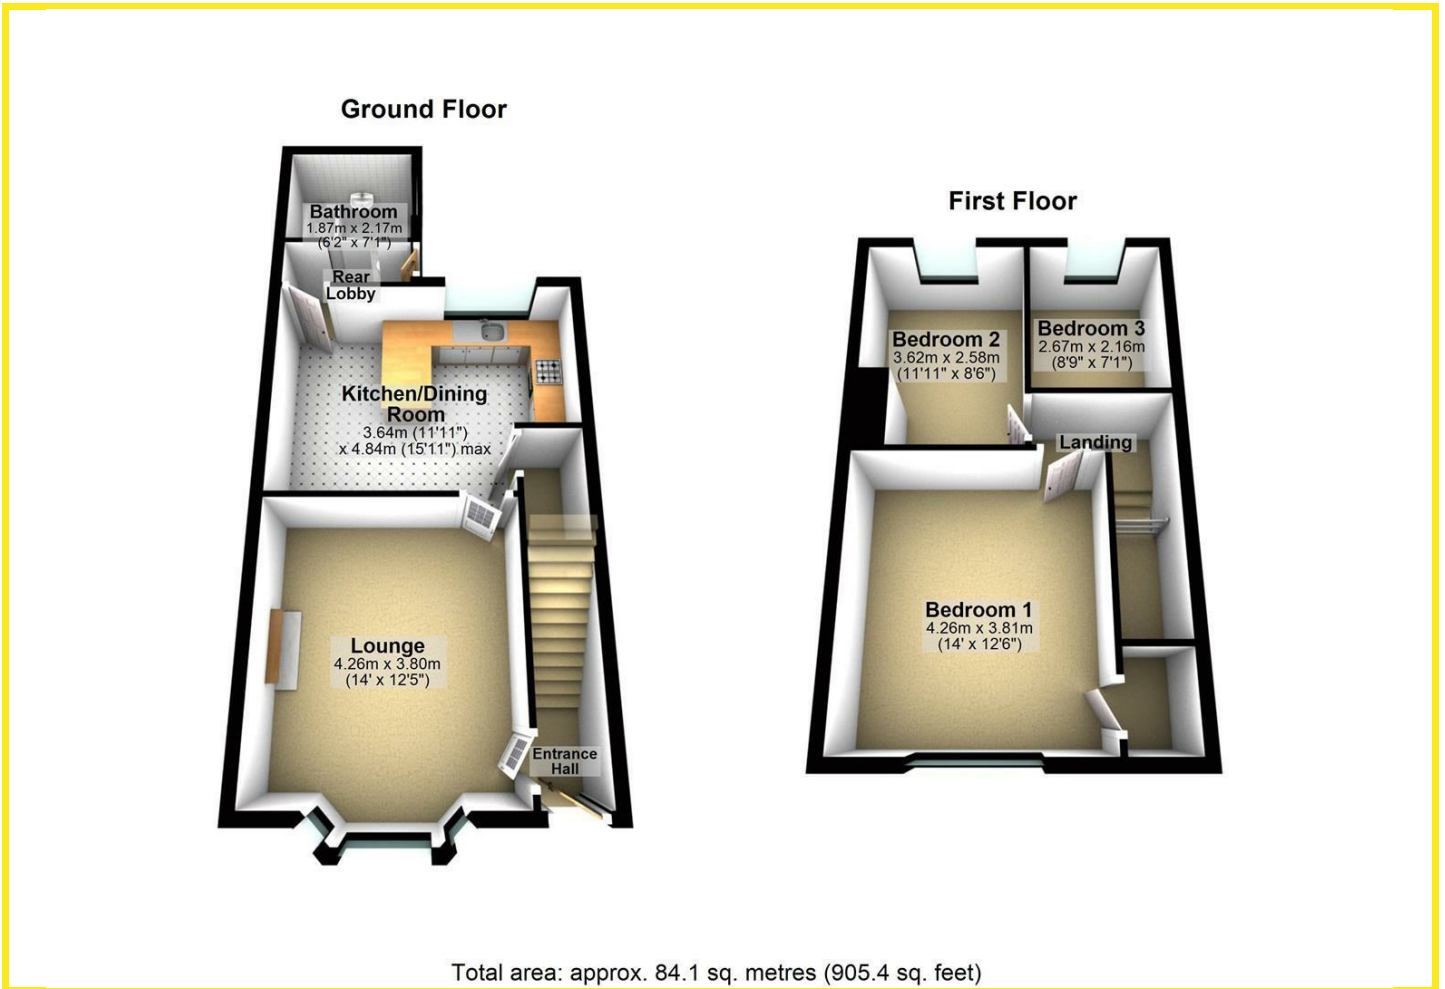 Ground Floor
Bathroom
1.87m x 2.17m
(6'2" x 7'1")
Rear
Lobby
Kitchen/Dining
Room
3.64m (11'11")
x 4.84m (15'11") max
Lounge
4.26m x 3.80m
(14' x 12'5")
Entrance
Hall
First Floor
Bedroom 2
3.62m x 2.58m
(11'11" x 8'6")
Bedroom 3
2.67m x 2.16m
(8'9" x 7'1")
Landing
Bedroom 1
4.26m x 3.81m
(14' x 12'6")
Total area: approx. 84.1 sq. metres (905.4 sq. feet)